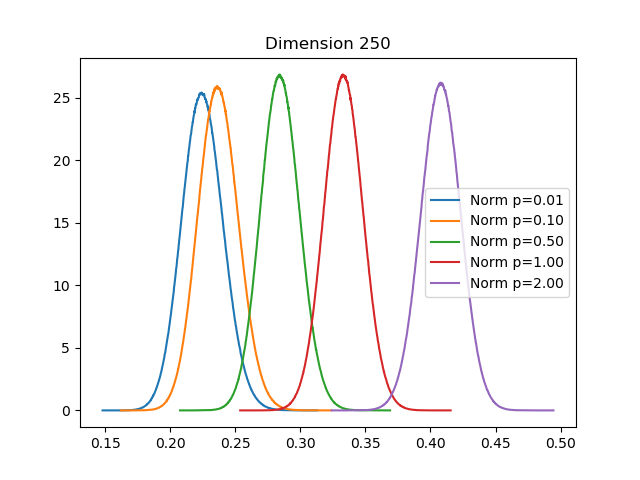 Dimension 250
25
20
15
10
5
0
Norm p=0.01
Norm p=0.10
Norm p=0.50
Norm p=1.00
Norm p=2.00
0.15 0.20 0.25 0.30 0.35 0.40 0.45 0.50